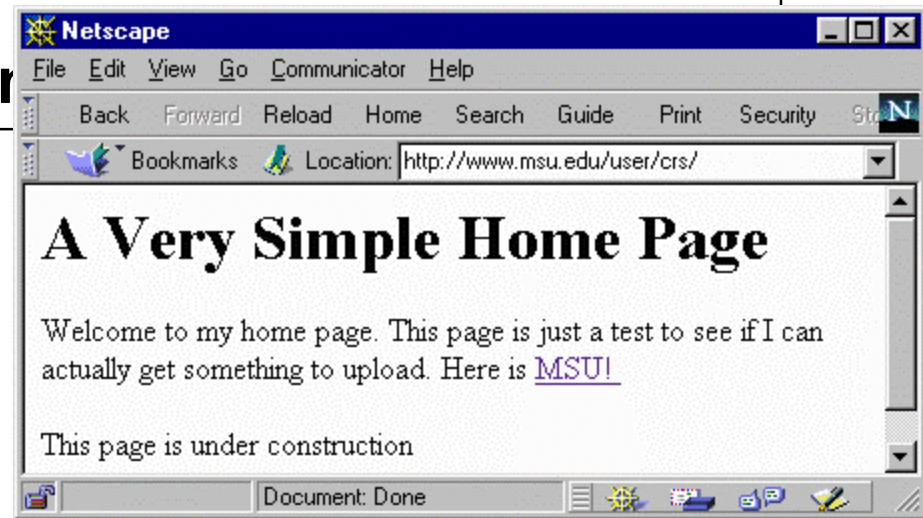 Netscape
File Edit View Go Communicator Help
Back Forward Reload Home Search Guide Print Security N
Bookmarks Location: http://www.msu.edu/user/crs/
A Very Simple Home Page
Welcome to my home page. This page is just a test to see if I can
actually get something to upload. Here is MSU!
This page is under construction
Document: Done